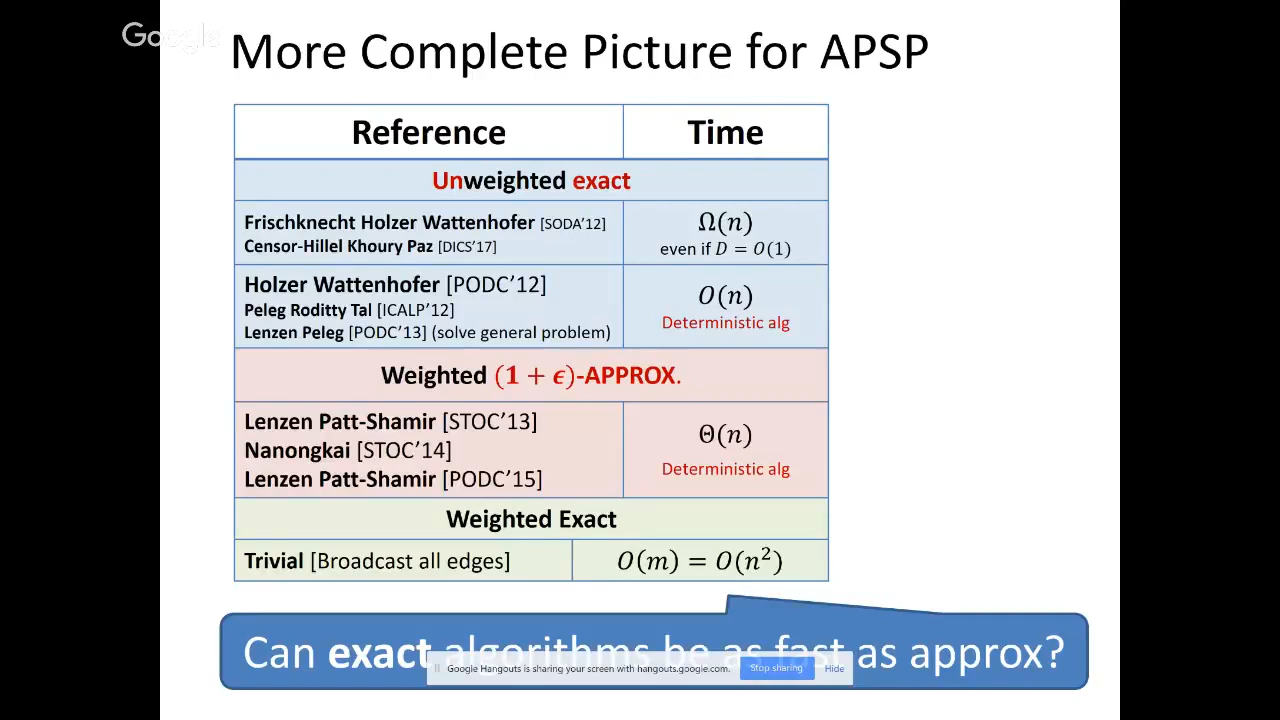 Google
More Complete Picture for APSP
Reference Time
Unweighted exact
Frischknecht Holzer Wattenhofer [SODA’12]
Censor-Hillel Khoury Paz [DICS’17]
Ω(n)
even if D = O(1)
Holzer Wattenhofer [PODC’12]
Peleg Roditty Tal [ICALP’12]
Lenzen Peleg [PODC’13] (solve general problem)
O(n)
Deterministic alg
Weighted (1 + ϵ)-APPROX.
Lenzen Patt-Shamir [STOC’13]
Nanongkai [STOC’14]
Lenzen Patt-Shamir [PODC’15]
Θ(n)
Deterministic alg
Weighted Exact
Trivial [Broadcast all edges] O(m) = O(n²)
Can exact algorithms be as fast as approx?
Google Hangouts is sharing your screen with hangouts.google.com. Stop sharing Hide